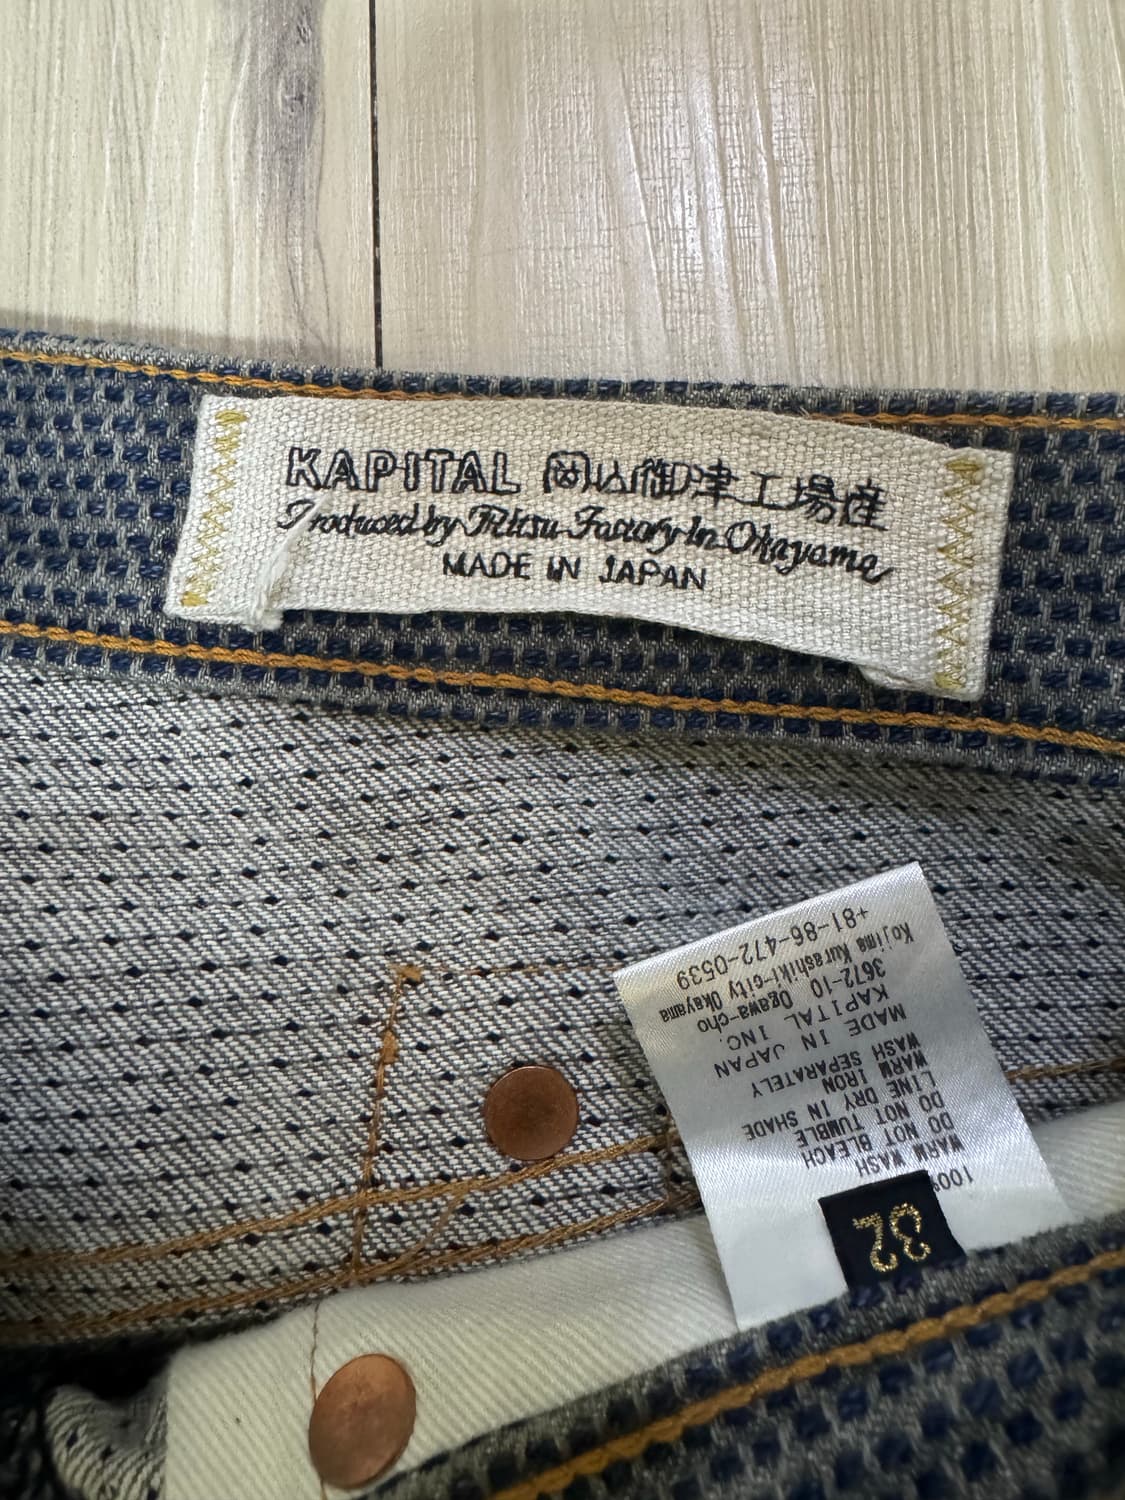 KAPITAL 岡山御津工場産
Produced by Mitsu Factory In Okayama
MADE IN JAPAN
32
WARM WASH
DO NOT BLEACH
DO NOT TUMBLE
LINE DRY IN SHADE
WARM IRON
WASH SEPARATELY
MADE IN JAPAN
KAPITAL INC.
3672-10 Ogawa-cho
Kojima Kurashiki-city Okayama
+81-86-472-0539